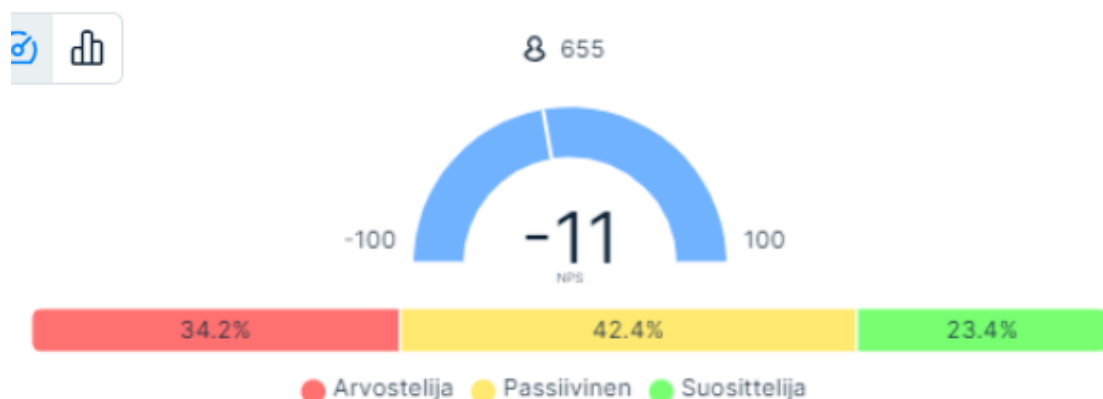 655
-100
-11
100
NPS
34.2% 42.4% 23.4%
Arvostelija Passiivinen Suosittelija